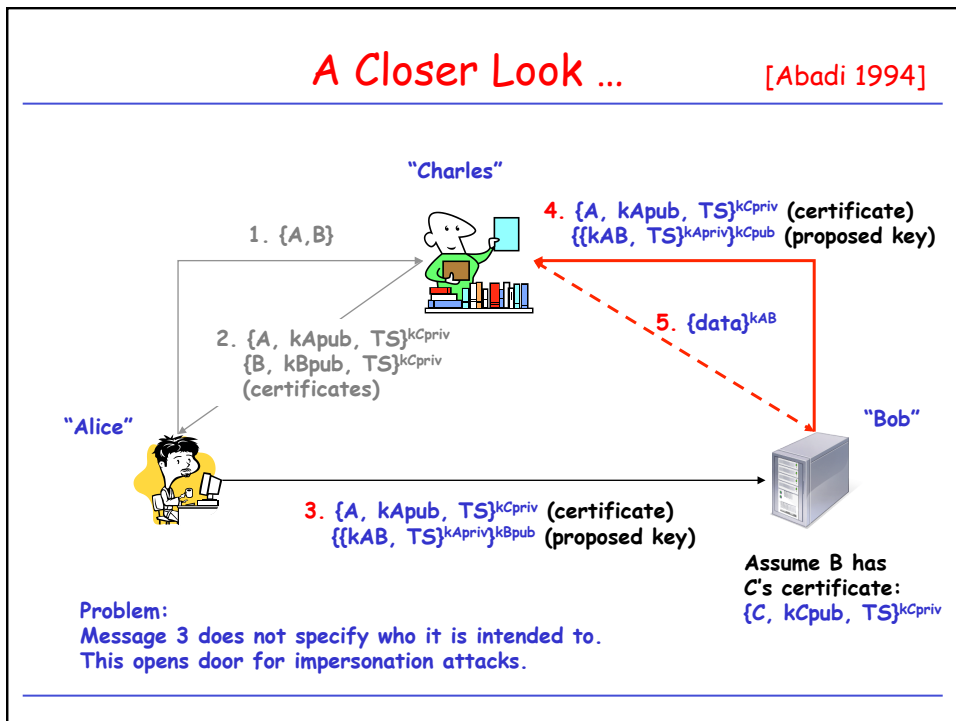 A Closer Look ...
[Abadi 1994]
“Charles”
1. {A,B}
4. {A, kApub, TS}kCpriv (certificate)
{{kAB, TS}kApriv}kCpub (proposed key)
2. {A, kApub, TS}kCpriv
{B, kBpub, TS}kCpriv
(certificates)
5. {data}kAB
“Alice”
“Bob”
3. {A, kApub, TS}kCpriv (certificate)
{{kAB, TS}kApriv}kBpub (proposed key)
Assume B has
C’s certificate:
{C, kCpub, TS}kCpriv
Problem:
Message 3 does not specify who it is intended to.
This opens door for impersonation attacks.